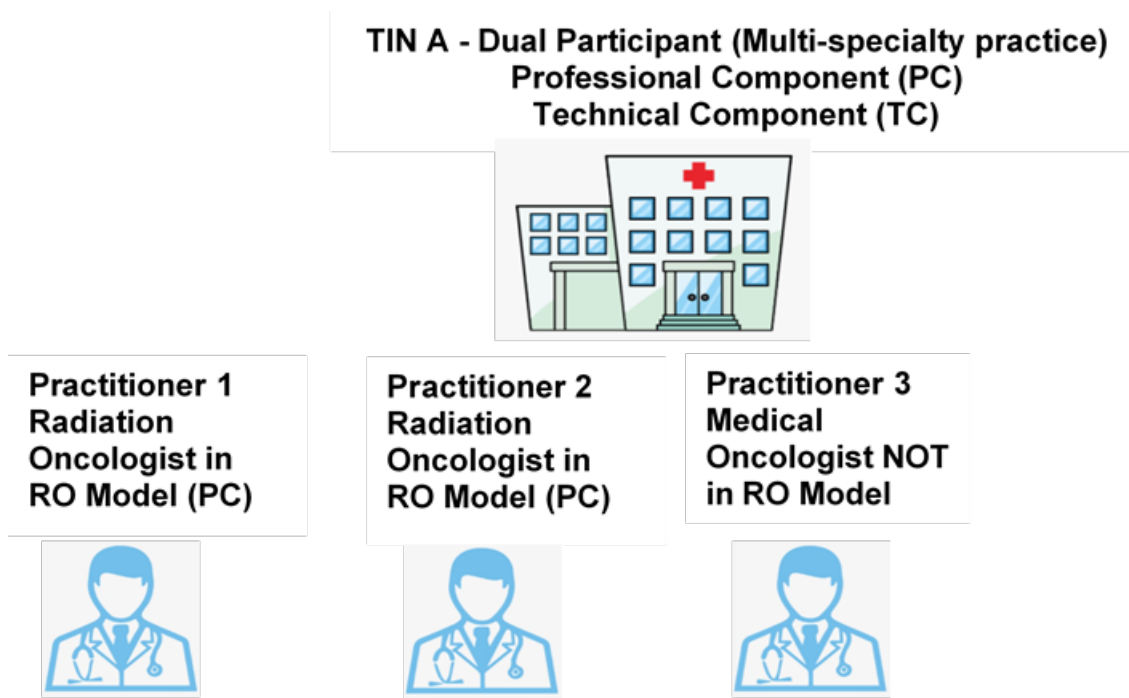 TIN A - Dual Participant (Multi-specialty practice)
Professional Component (PC)
Technical Component (TC)
Practitioner 1
Radiation
Oncologist in
RO Model (PC)
Practitioner 2
Radiation
Oncologist in
RO Model (PC)
Practitioner 3
Medical
Oncologist NOT
in RO Model